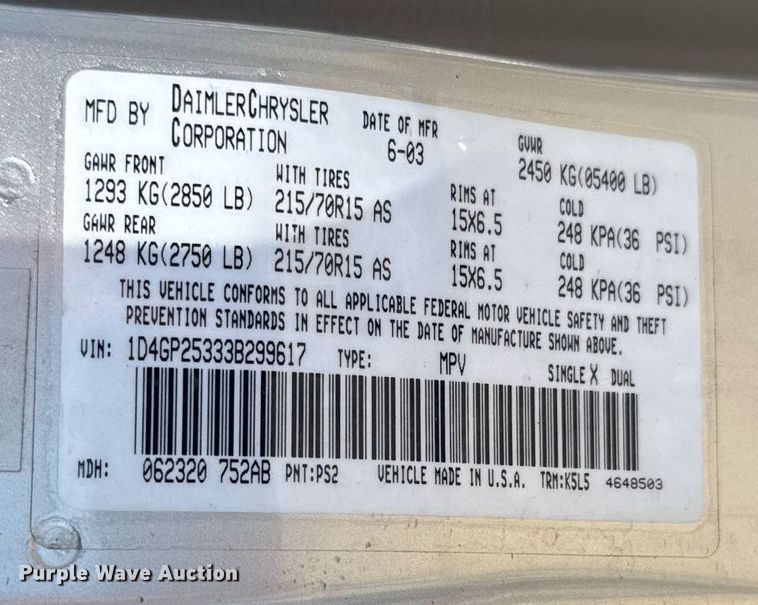 MFD BY DAIMLERCHRYSLER CORPORATION DATE OF MFR 6-03 GVWR 2450 KG(05400 LB)
GAWR FRONT WITH TIRES RIMS AT COLD
1293 KG(2850 LB) 215/70R15 AS 15X6.5 248 KPA(36 PSI)
GAWR REAR WITH TIRES RIMS AT COLD
1248 KG(2750 LB) 215/70R15 AS 15X6.5 248 KPA(36 PSI)
THIS VEHICLE CONFORMS TO ALL APPLICABLE FEDERAL MOTOR VEHICLE SAFETY AND THEFT
PREVENTION STANDARDS IN EFFECT ON THE DATE OF MANUFACTURE SHOWN ABOVE.
VIN: 1D4GP25333B299617 TYPE: MPV SINGLE X DUAL
MDH: 062320 752AB PNT:PS2 VEHICLE MADE IN U.S.A. TRM:K5L5 4648503
Purple Wave Auction